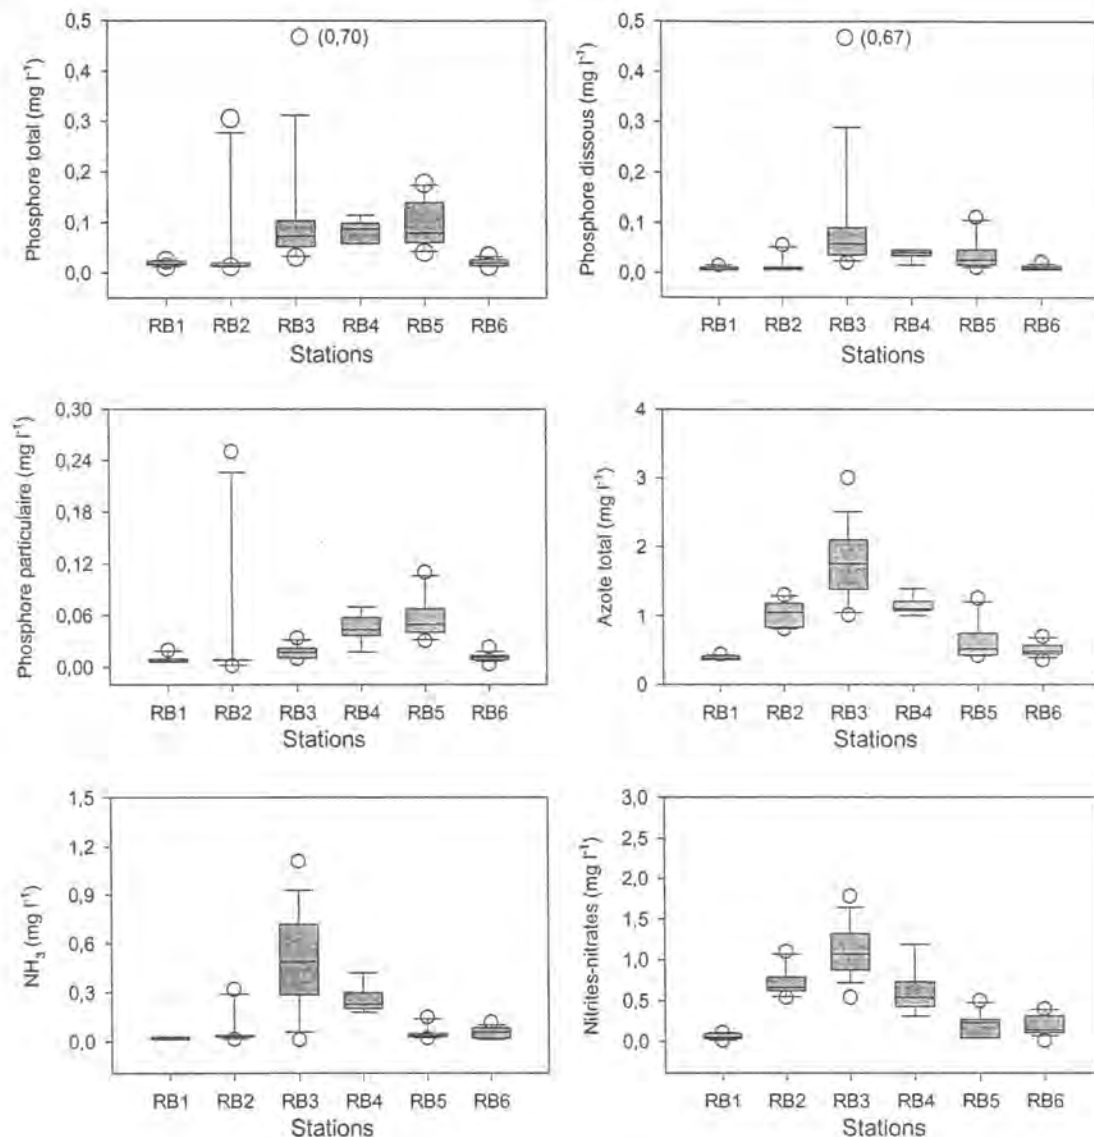 Phosphore total (mg l⁻¹)
0,5
0,4
0,3
0,2
0,1
0,0
(0,70)
RB1 RB2 RB3 RB4 RB5 RB6
Stations
Phosphore dissous (mg l⁻¹)
0,5
0,4
0,3
0,2
0,1
0,0
(0,67)
RB1 RB2 RB3 RB4 RB5 RB6
Stations
Phosphore particulaire (mg l⁻¹)
0,30
0,24
0,18
0,12
0,06
0,00
RB1 RB2 RB3 RB4 RB5 RB6
Stations
Azote total (mg l⁻¹)
4
3
2
1
0
RB1 RB2 RB3 RB4 RB5 RB6
Stations
NH₃ (mg l⁻¹)
1,5
1,2
0,9
0,6
0,3
0,0
RB1 RB2 RB3 RB4 RB5 RB6
Stations
Nitrites-nitrates (mg l⁻¹)
3,0
2,5
2,0
1,5
1,0
0,5
0,0
RB1 RB2 RB3 RB4 RB5 RB6
Stations